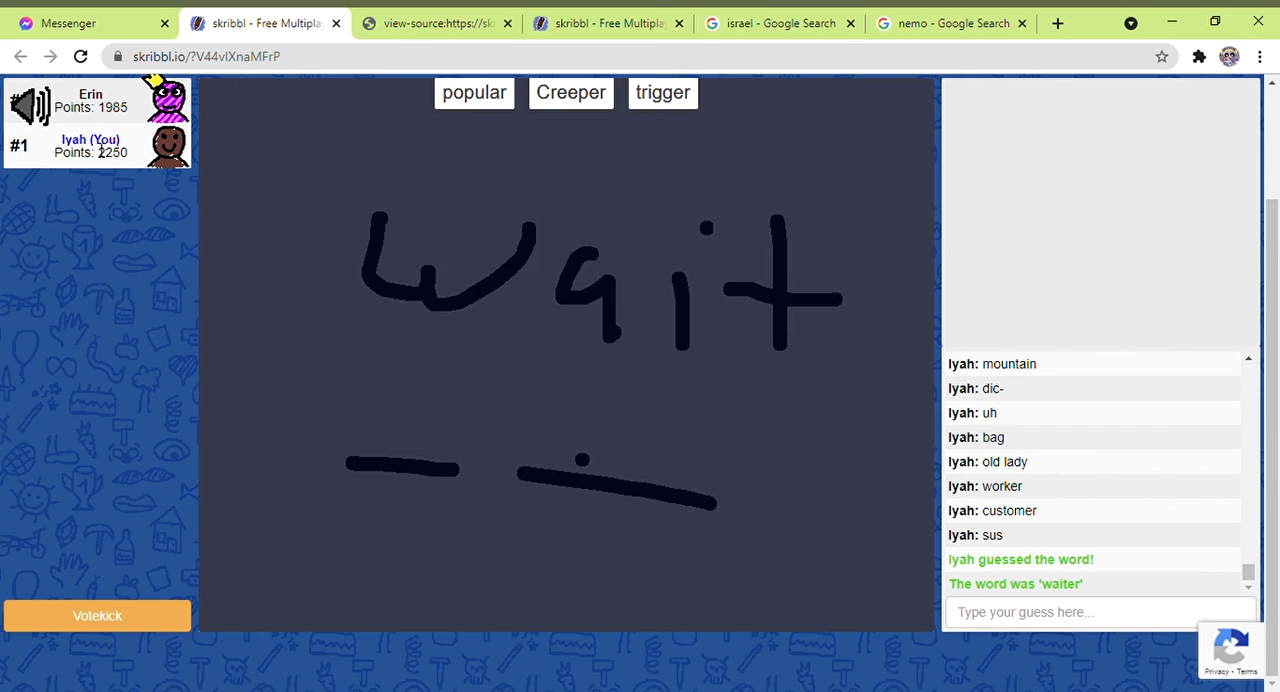 Messenger
skribbl - Free Multipla
view-source:https://sk
skribbl - Free Multipla
israel - Google Search
nemo - Google Search
skribbl.io/?V44vIXnaMFrP
Erin
Points: 1985
#1
Iyah (You)
Points: 2250
popular
Creeper
trigger
wait
Iyah: mountain
Iyah: dic-
Iyah: uh
Iyah: bag
Iyah: old lady
Iyah: worker
Iyah: customer
Iyah: sus
Iyah guessed the word!
The word was 'waiter'
Type your guess here...
Votekick
Privacy - Terms